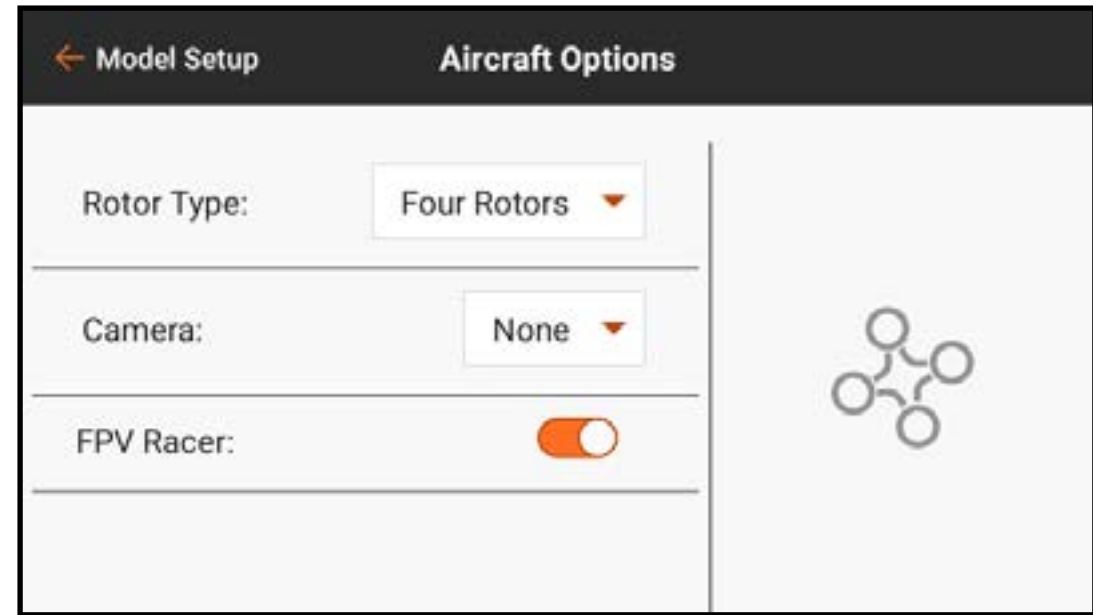 Model Setup
Aircraft Options
Rotor Type:
Four Rotors
Camera:
None
FPV Racer: